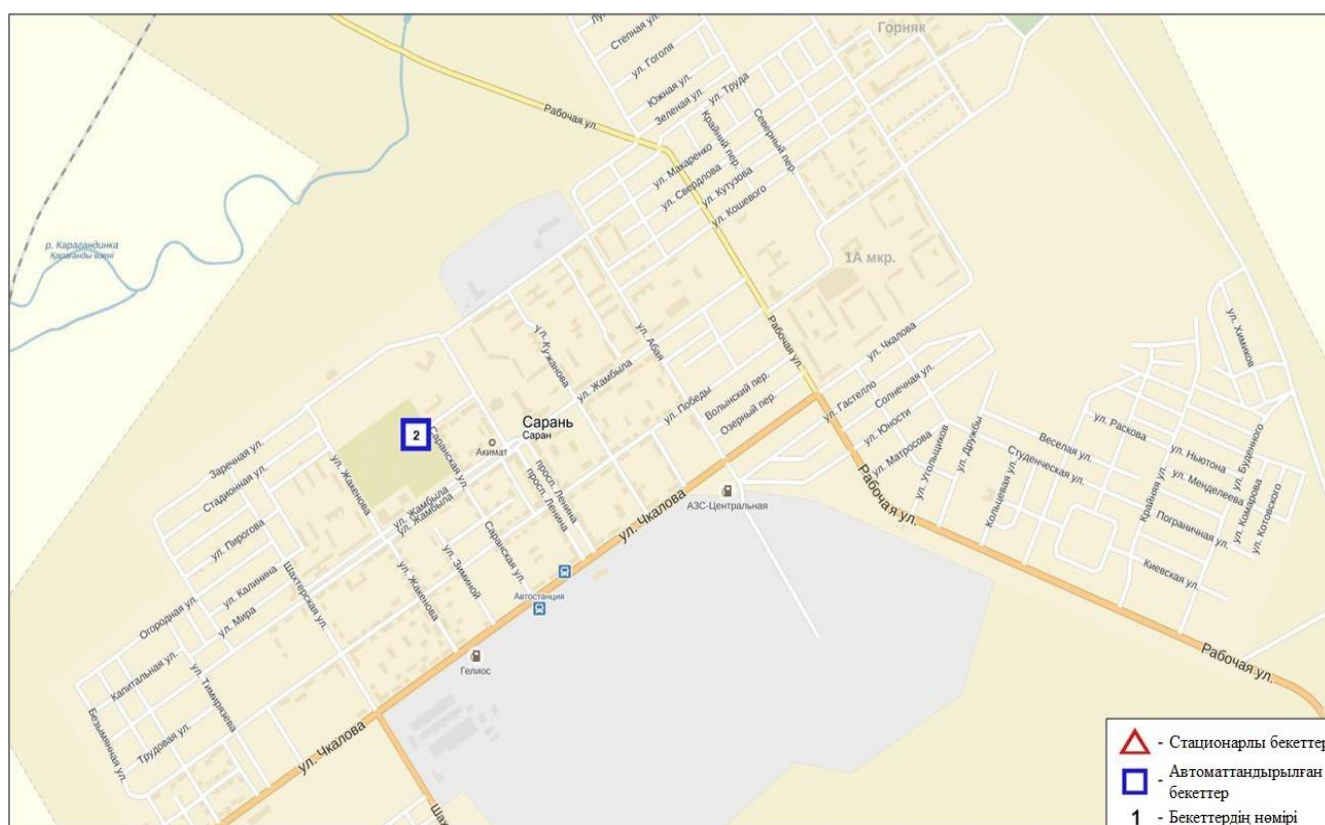 Горняк
Степная ул.
ул. Гоголя
Южная ул.
Зеленая ул.
ул. Труда
Рабочая ул.
Крайний пер.
Северный пер.
ул. Макаренко
ул. Свердлова
ул. Кутузова
ул. Кошевого
р. Карагандинка
Қарағанды өзені
1А мкр.
ул. Химиков
ул. Кужанова
ул. Абая
Рабочая ул.
ул. Чкалова
ул. Жамбыла
Солнечная ул.
ул. Гастелло
ул. Победы
Волынский пер.
Озерный пер.
ул. Юности
ул. Матросова
ул. Угольщиков
ул. Дружбы
Веселая ул.
Студенческая ул.
ул. Раскова
ул. Ньютона
ул. Буденного
ул. Менделеева
Сарань
Саран
2
Саранская ул.
Акимат
Заречная ул.
Стадионная ул.
ул. Жакенова
просп. Ленина
просп. Ленина
ул. Жамбыла
ул. Жамбыла
АЗС-Центральная
ул. Чкалова
Рабочая ул.
Кольцевая ул.
Крайняя ул.
Пограничная ул.
ул. Комарова
ул. Котовского
Киевская ул.
ул. Пирогова
Саранская ул.
ул. Зиминой
ул. Жакенова
Шахтерская ул.
ул. Калинина
Огородная ул.
ул. Мира
Автостанция
Гелиос
Рабочая ул.
Капитальная ул.
ул. Тимирязева
Безымянная ул.
Трудовая ул.
ул. Чкалова
- Стационарлы бекеттер
- Автоматтандырылған
бекеттер
1 - Бекеттердің нөмірі